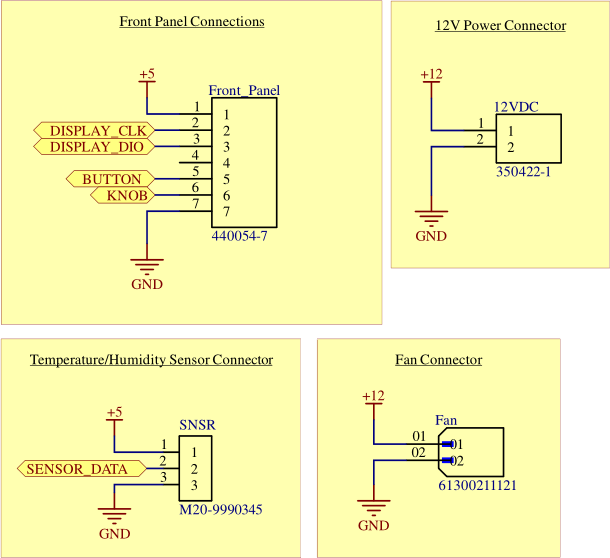 Front Panel Connections
+5
Front_Panel
1 1
DISPLAY_CLK 2 2
DISPLAY_DIO 3 3
4 4
BUTTON 5 5
KNOB 6 6
7 7
440054-7
GND
12V Power Connector
+12
12VDC
1 1
2 2
350422-1
GND
Temperature/Humidity Sensor Connector
+5
SNSR
1 1
SENSOR_DATA 2 2
3 3
M20-9990345
GND
Fan Connector
+12
Fan
01 01
02 02
61300211121
GND